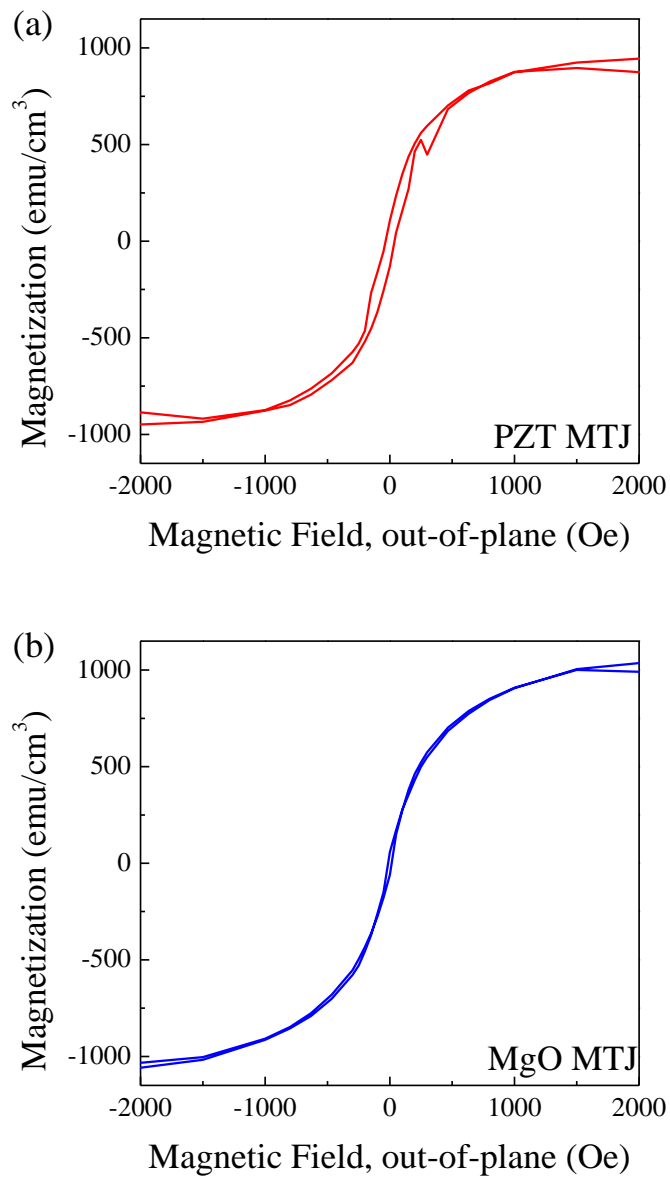 (a)
1000
500
0
-500
-1000
Magnetization (emu/cm³)
PZT MTJ
-2000 -1000 0 1000 2000
Magnetic Field, out-of-plane (Oe)
(b)
1000
500
0
-500
-1000
Magnetization (emu/cm³)
MgO MTJ
-2000 -1000 0 1000 2000
Magnetic Field, out-of-plane (Oe)